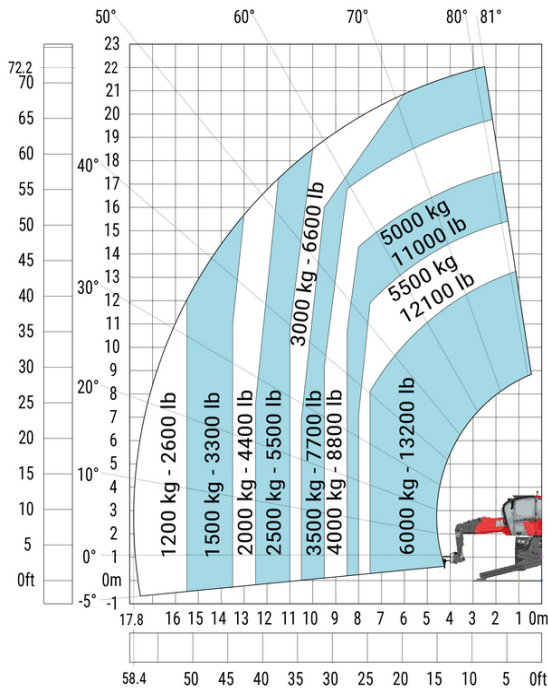 50° 60° 70° 80° 81°
23
72.2 22
70 21
20
65 19
60 18
40° 17
55 16
50 15
14
45 13
30° 12
40 11
35 10
9
30 8
20° 7
25 6
20 5
15 4
10° 3
10 2
5 0° 1
0ft 0m
-5° -1
1200 kg - 2600 lb
1500 kg - 3300 lb
2000 kg - 4400 lb
2500 kg - 5500 lb
3000 kg - 6600 lb
3500 kg - 7700 lb
4000 kg - 8800 lb
5000 kg
11000 lb
5500 kg
12100 lb
6000 kg - 13200 lb
17.8 16 15 14 13 12 11 10 9 8 7 6 5 4 3 2 1 0m
58.4 50 45 40 35 30 25 20 15 10 5 0ft